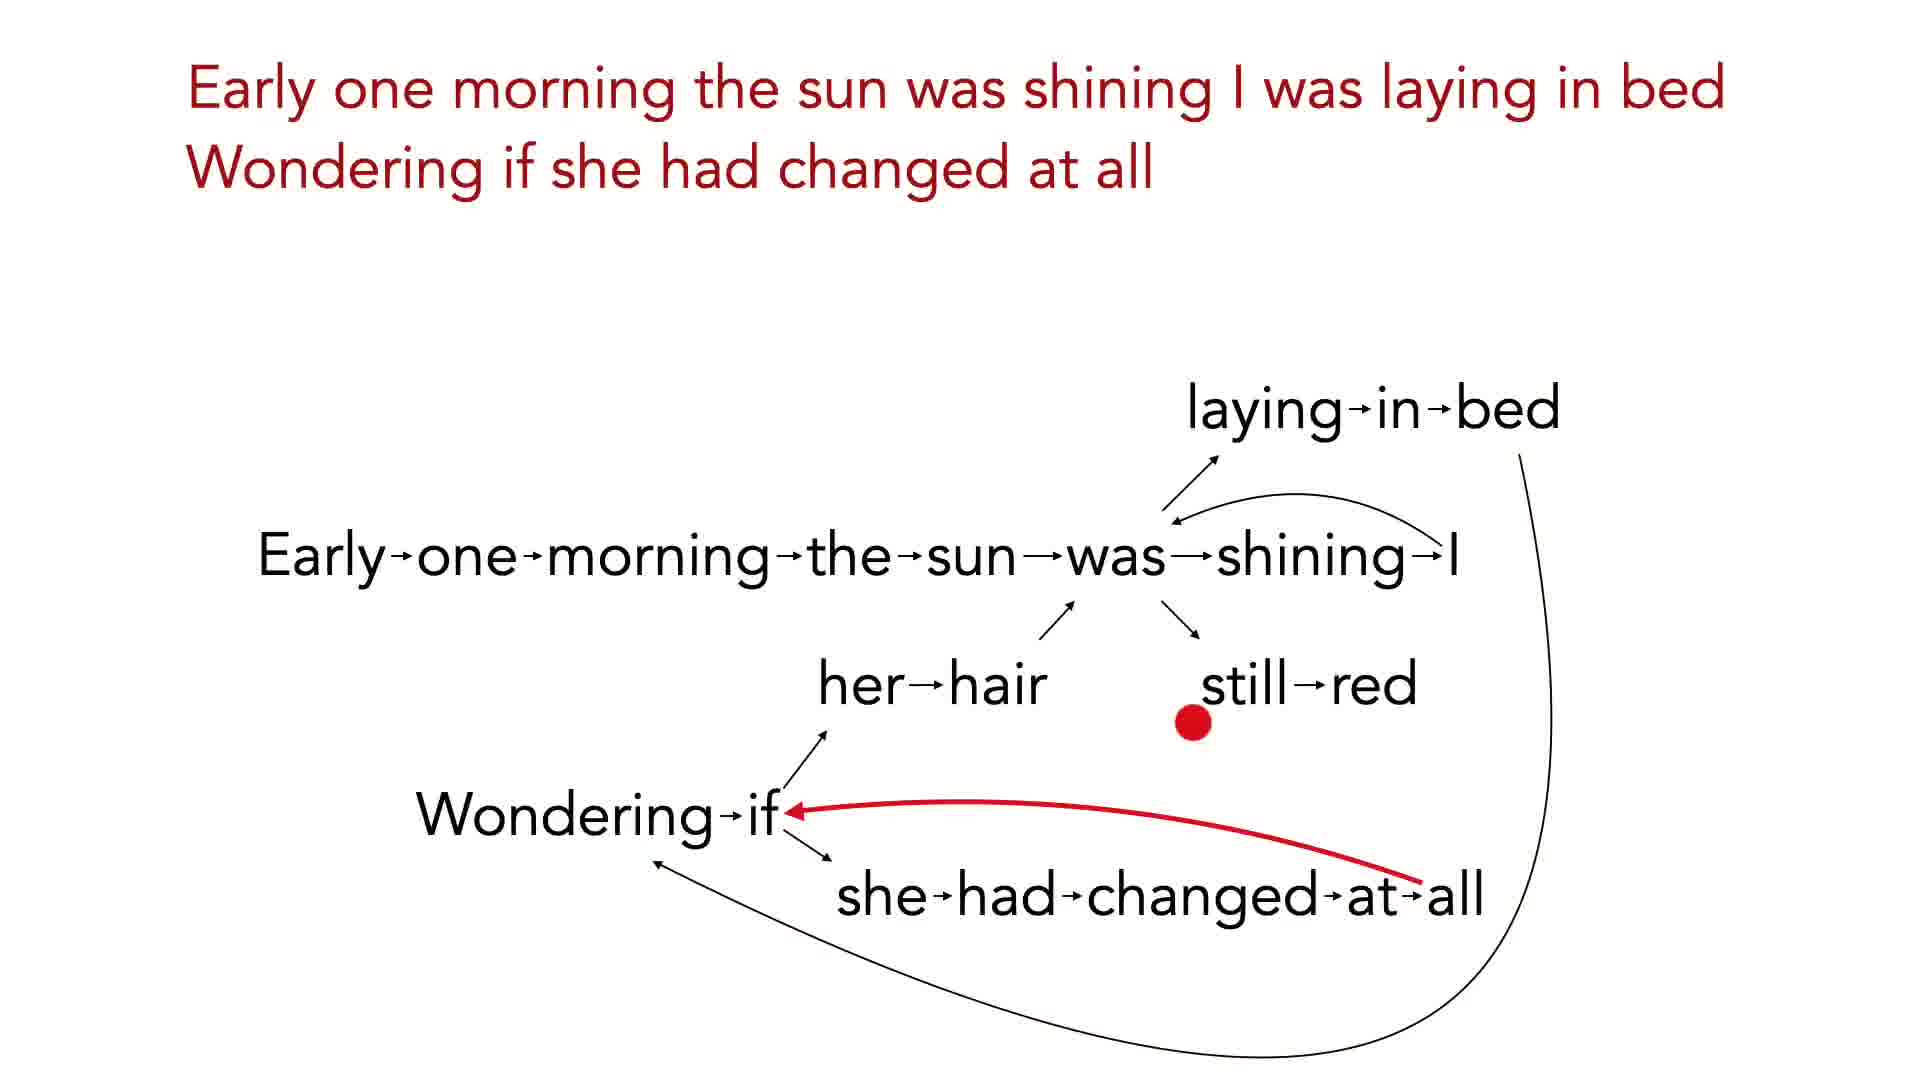 Early one morning the sun was shining I was laying in bed
Wondering if she had changed at all
laying in bed
Early one morning the sun was shining I
her hair still red
Wondering if
she had changed at all